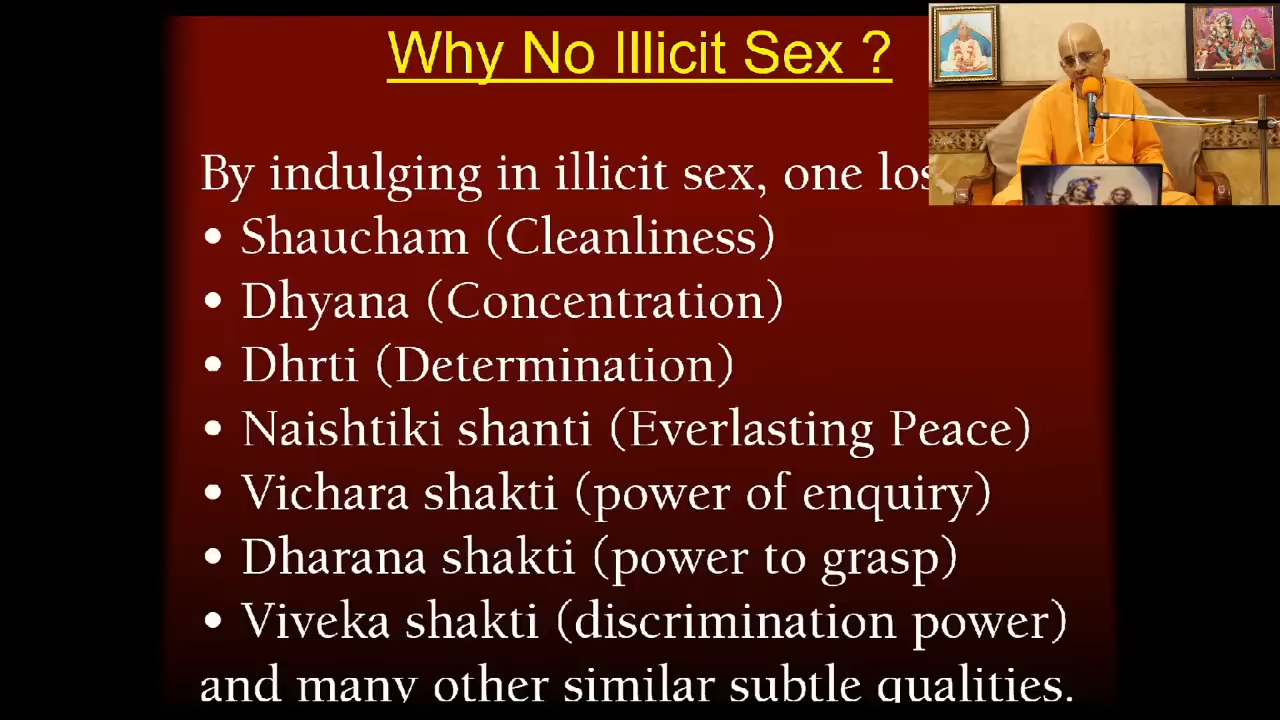 Why No Illicit Sex ?
By indulging in illicit sex, one
• Shaucham (Cleanliness)
• Dhyana (Concentration)
• Dhrti (Determination)
• Naishtiki shanti (Everlasting Peace)
• Vichara shakti (power of enquiry)
• Dharana shakti (power to grasp)
• Viveka shakti (discrimination power)
and many other similar subtle qualities.